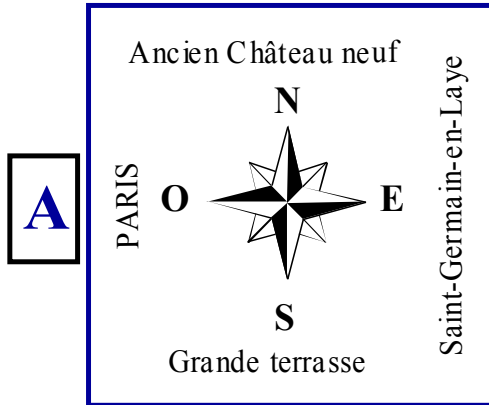 Ancien Château neuf
N
A
PARIS
O
E
Saint-Germain-en-Laye
S
Grande terrasse